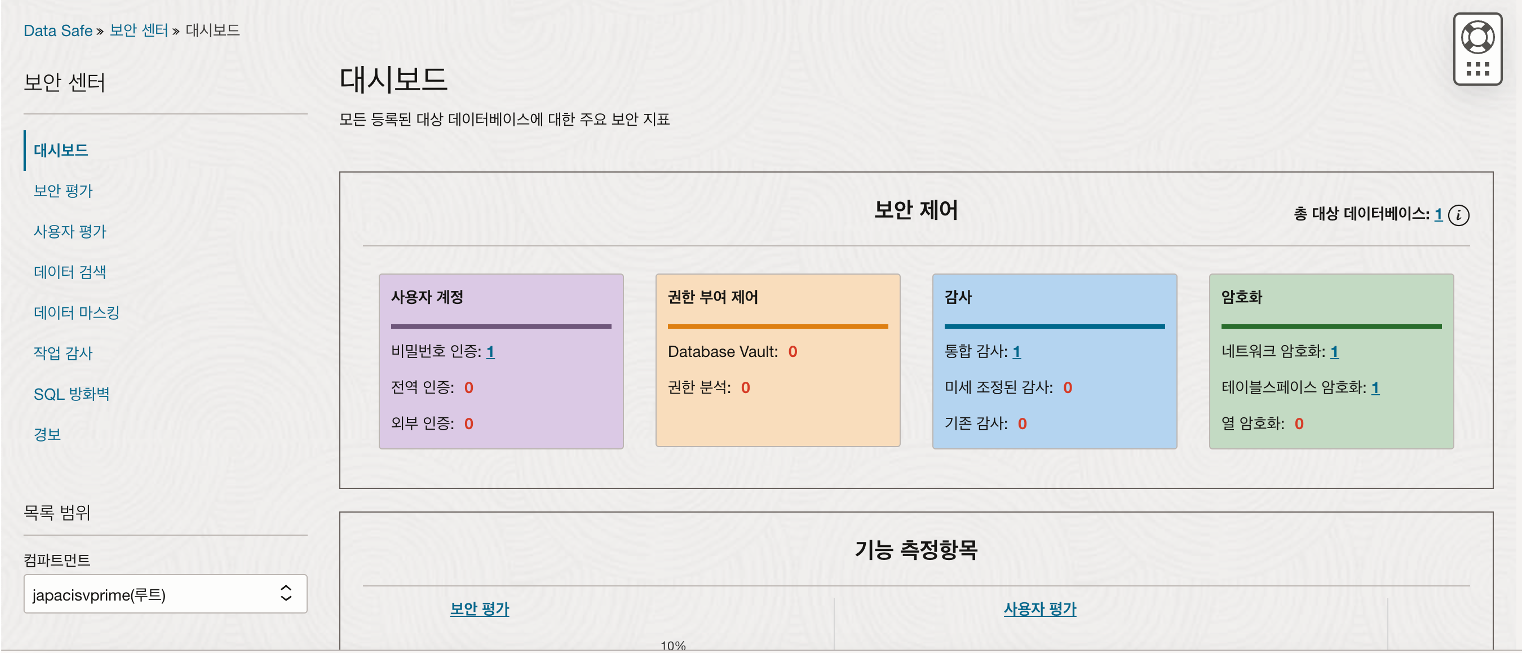 Data Safe » 보안 센터 » 대시보드
보안 센터
대시보드
보안 평가
사용자 평가
데이터 검색
데이터 마스킹
작업 감사
SQL 방화벽
경보
목록 범위
컴파트먼트
japacisvprime(루트)
대시보드
모든 등록된 대상 데이터베이스에 대한 주요 보안 지표
보안 제어
총 대상 데이터베이스: 1 i
사용자 계정
비밀번호 인증: 1
전역 인증: 0
외부 인증: 0
권한 부여 제어
Database Vault: 0
권한 분석: 0
감사
통합 감사: 1
미세 조정된 감사: 0
기존 감사: 0
암호화
네트워크 암호화: 1
테이블스페이스 암호화: 1
열 암호화: 0
기능 측정항목
보안 평가
10%
사용자 평가